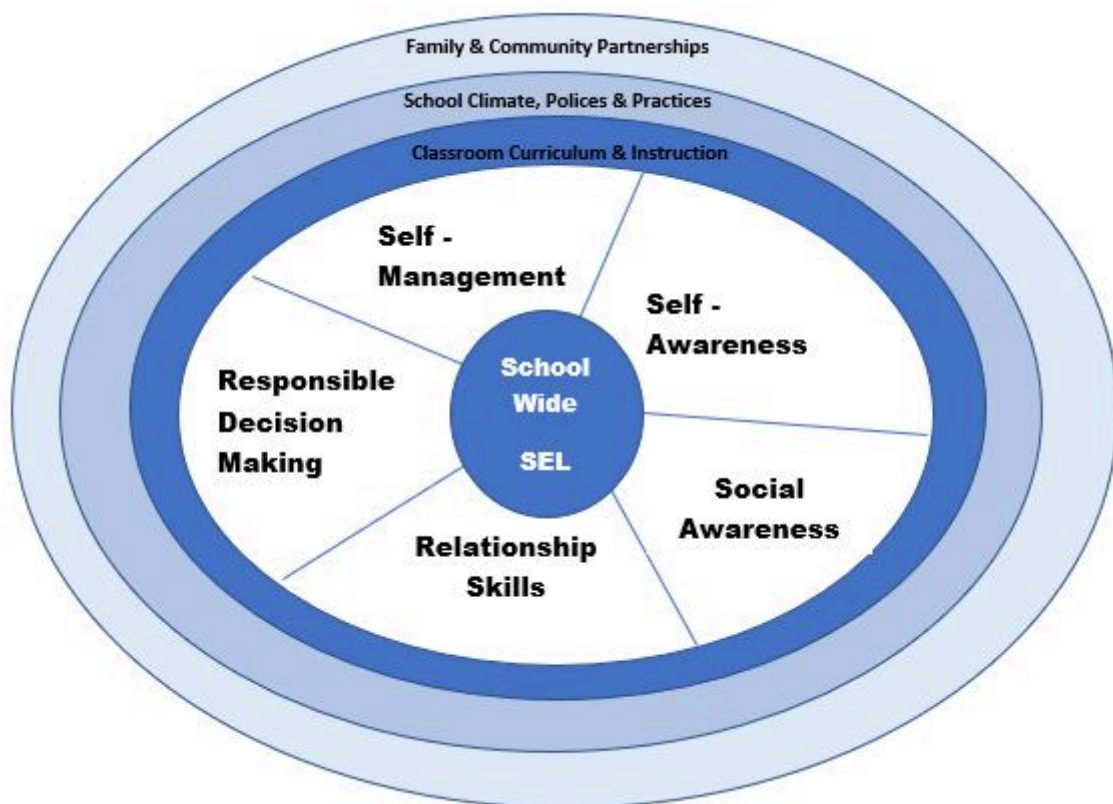 Family & Community Partnerships
School Climate, Polices & Practices
Classroom Curriculum & Instruction
Self -
Management
Self -
Awareness
School
Wide
SEL
Responsible
Decision
Making
Social
Awareness
Relationship
Skills